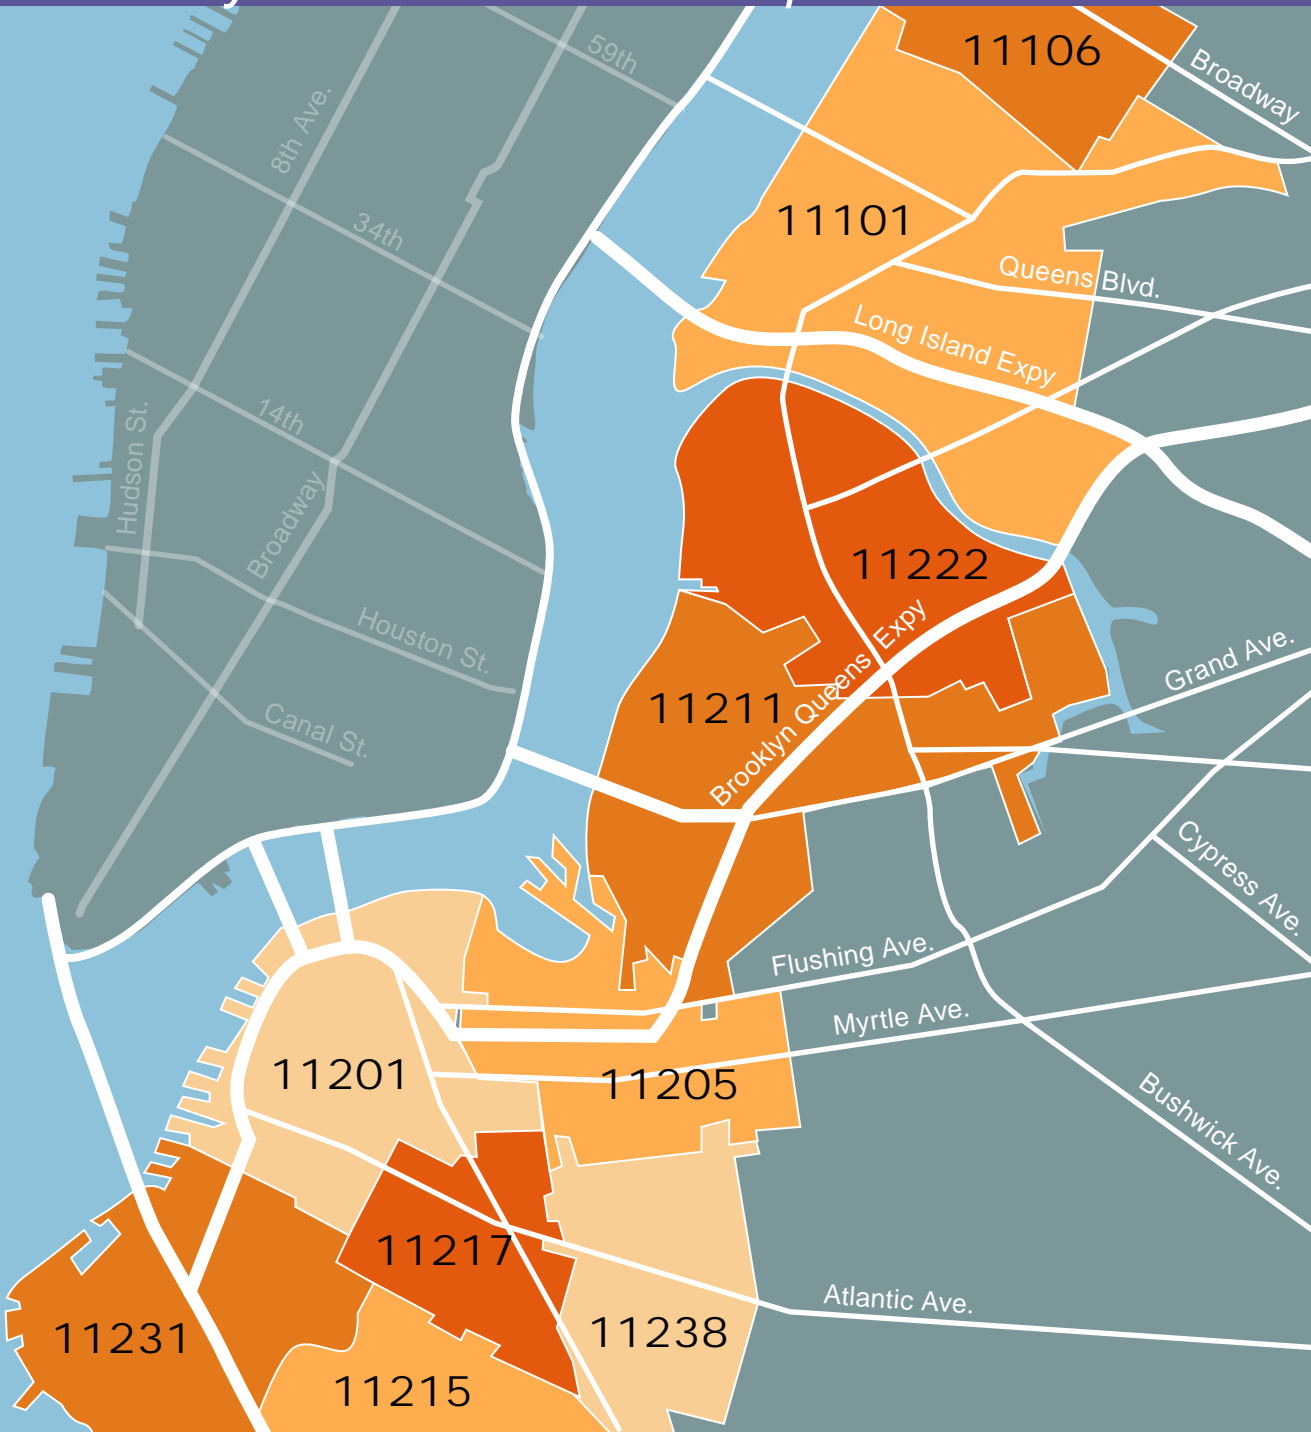 11106
59th
Broadway
8th Ave.
11101
34th
Queens Blvd.
Long Island Expy
14th
Hudson St.
Broadway
11222
Houston St.
Brooklyn Queens Expy
Grand Ave.
11211
Canal St.
Cypress Ave.
Flushing Ave.
Myrtle Ave.
11201
11205
Bushwick Ave.
11217
Atlantic Ave.
11231
11238
11215